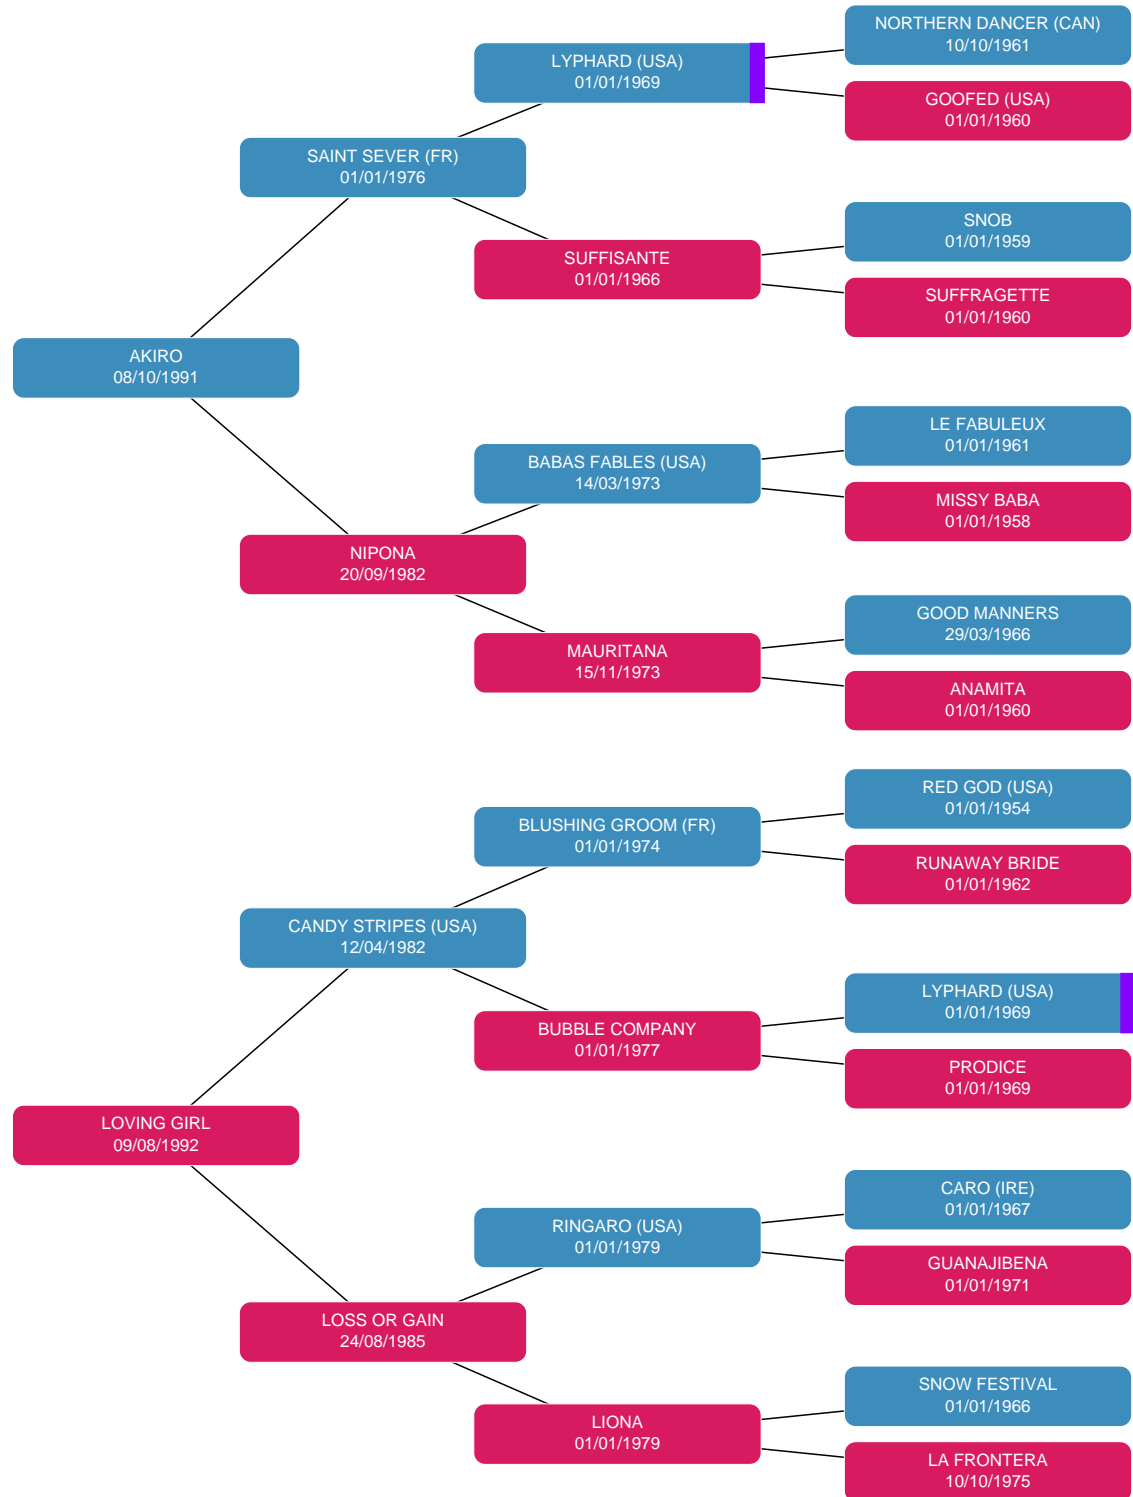 NORTHERN DANCER (CAN)
10/10/1961
LYPHARD (USA)
01/01/1969
GOOFED (USA)
01/01/1960
SAINT SEVER (FR)
01/01/1976
SNOB
01/01/1959
SUFFISANTE
01/01/1966
SUFFRAGETTE
01/01/1960
AKIRO
08/10/1991
LE FABULEUX
01/01/1961
BABAS FABLES (USA)
14/03/1973
MISSY BABA
01/01/1958
NIPONA
20/09/1982
GOOD MANNERS
29/03/1966
MAURITANA
15/11/1973
ANAMITA
01/01/1960
RED GOD (USA)
01/01/1954
BLUSHING GROOM (FR)
01/01/1974
RUNAWAY BRIDE
01/01/1962
CANDY STRIPES (USA)
12/04/1982
LYPHARD (USA)
01/01/1969
BUBBLE COMPANY
01/01/1977
PRODICE
01/01/1969
LOVING GIRL
09/08/1992
CARO (IRE)
01/01/1967
RINGARO (USA)
01/01/1979
GUANAJIBENA
01/01/1971
LOSS OR GAIN
24/08/1985
SNOW FESTIVAL
01/01/1966
LIONA
01/01/1979
LA FRONTERA
10/10/1975